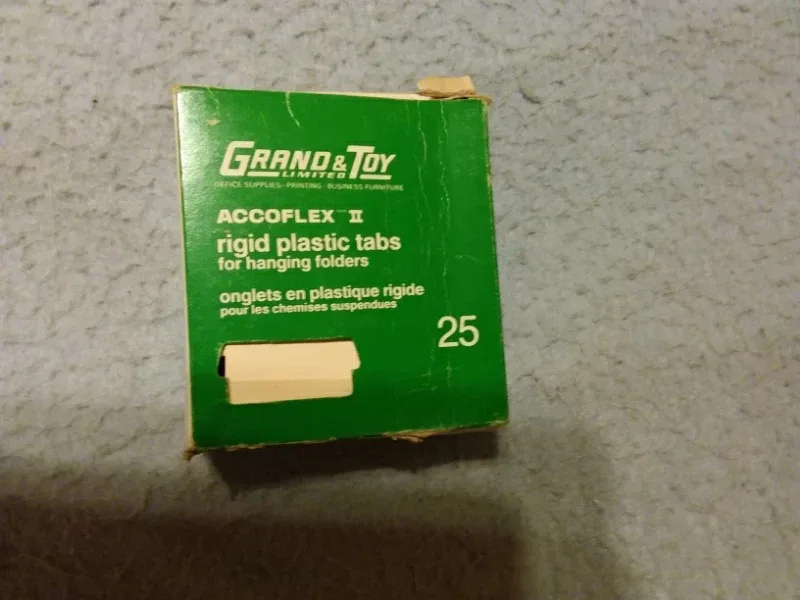 GRAND & TOY
LIMITED
OFFICE SUPPLIES - PRINTING - BUSINESS FURNITURE
ACCOFLEX II
rigid plastic tabs
for hanging folders
onglets en plastique rigide
pour les chemises suspendues
25